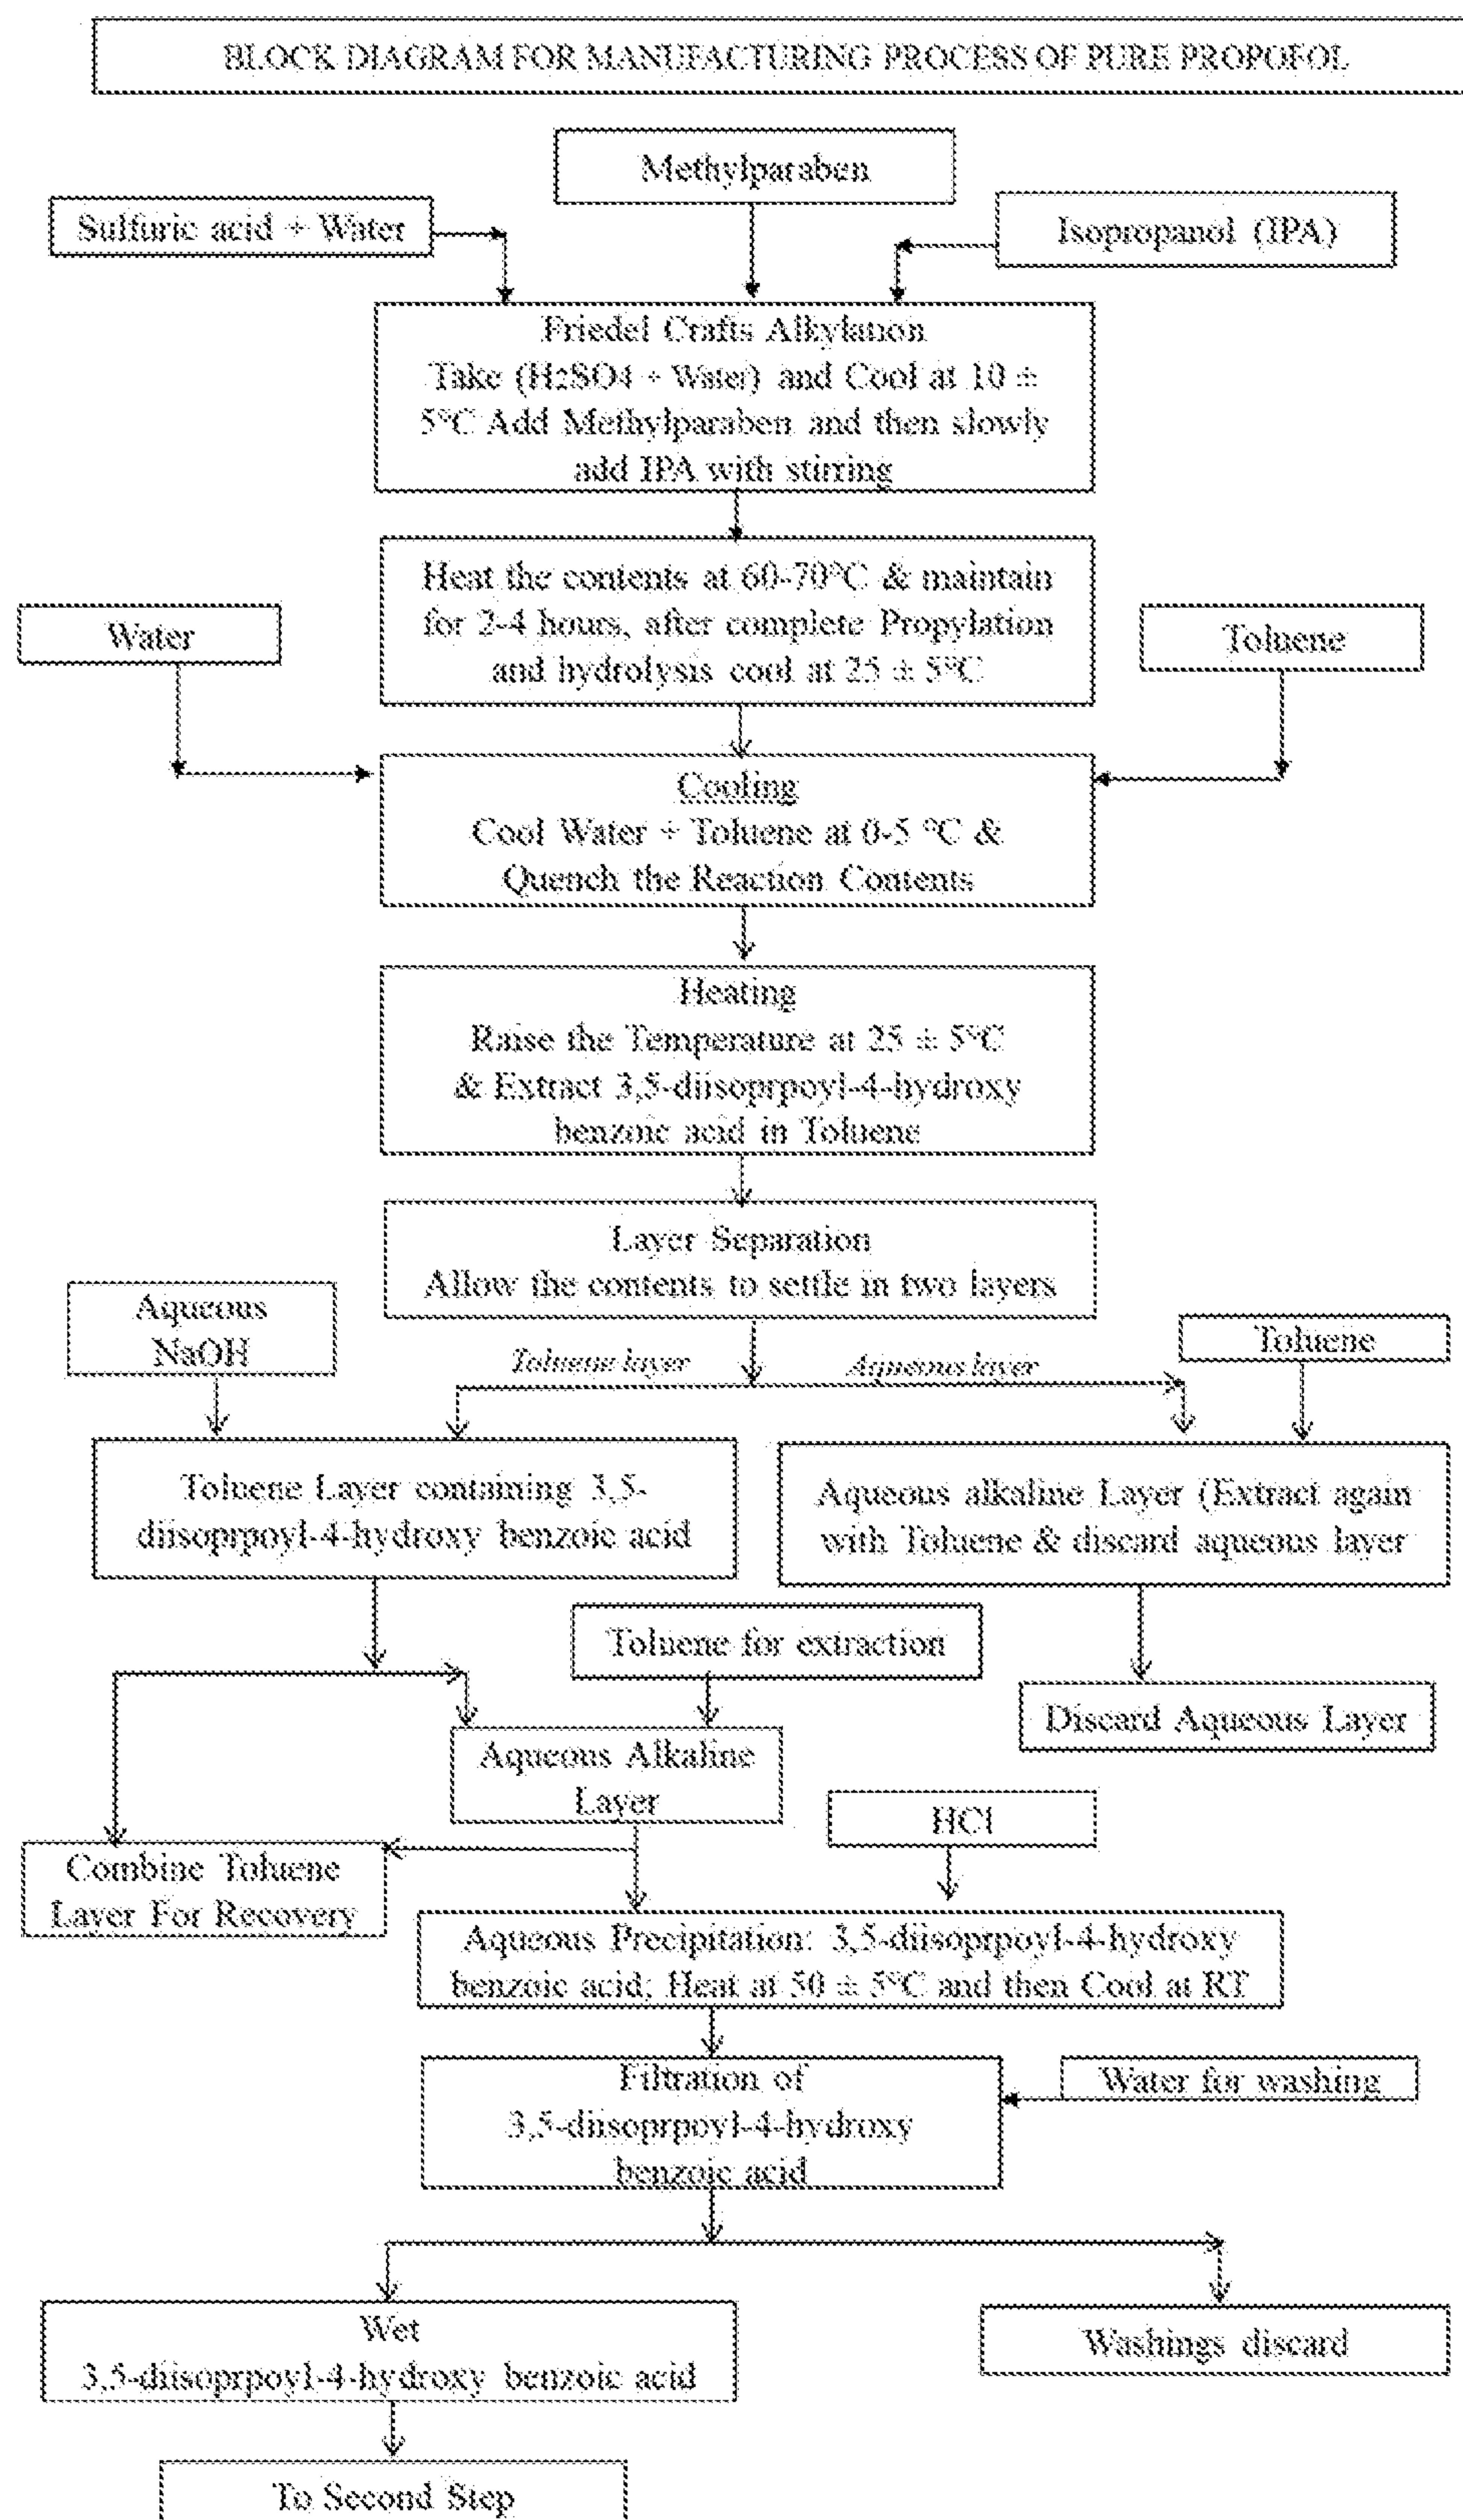 BLOCK DIAGRAM FOR MANUFACTURING PROCESS OF PURE PROPOFOL
Methylparaben
Sulfuric acid + Water
Isopropanol (IPA)
Friedel Crafts Alkylation
Take (H2SO4 + Water) and Cool at 10 ±
5°C Add Methylparaben and then slowly
add IPA with stirring
Heat the contents at 60-70°C & maintain
for 2-4 hours, after complete Propylation
and hydrolysis cool at 25 ± 5°C
Water
Toluene
Cooling
Cool Water + Toluene at 0-5 °C &
Quench the Reaction Contents
Heating
Raise the Temperature at 25 ± 5°C
& Extract 3,5-diisoprpoyl-4-hydroxy
benzoic acid in Toluene
Layer Separation
Allow the contents to settle in two layers
Aqueous
NaOH
Toluene layer
Aqueous layer
Toluene
Toluene Layer containing 3,5-
diisoprpoyl-4-hydroxy benzoic acid
Aqueous alkaline Layer (Extract again
with Toluene & discard aqueous layer
Toluene for extraction
Discard Aqueous Layer
Aqueous Alkaline
Layer
HCl
Combine Toluene
Layer For Recovery
Aqueous Precipitation: 3,5-diisoprpoyl-4-hydroxy
benzoic acid; Heat at 50 ± 5°C and then Cool at RT
Filtration of
3,5-diisoprpoyl-4-hydroxy
benzoic acid
Water for washing
Wet
3,5-diisoprpoyl-4-hydroxy benzoic acid
Washings discard
To Second Step